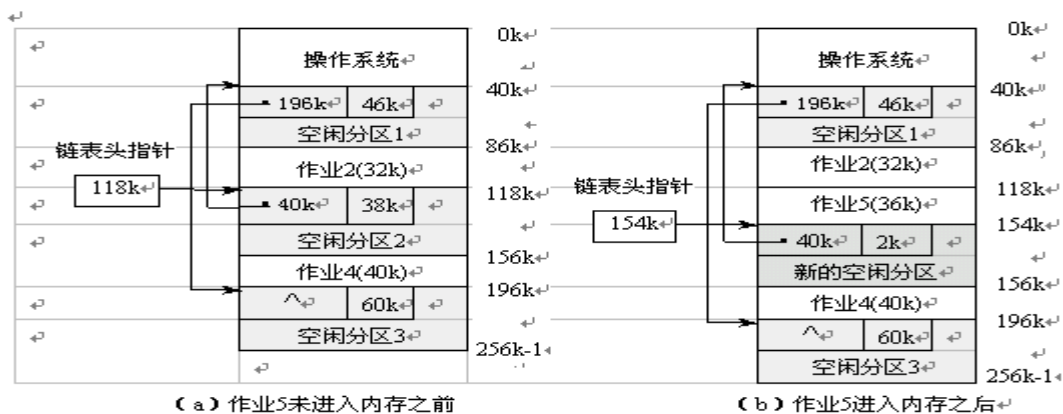 0k
操作系统
40k
196k 46k
空闲分区1
86k
链表头指针
作业2(32k)
118k
118k
40k 38k
空闲分区2
156k
作业4(40k)
196k
^ 60k
空闲分区3
256k-1
(a)作业5未进入内存之前
0k
操作系统
40k
196k 46k
空闲分区1
86k
作业2(32k)
118k
链表头指针
作业5(36k)
154k
154k
40k 2k
新的空闲分区
156k
作业4(40k)
196k
^ 60k
空闲分区3
256k-1
(b)作业5进入内存之后